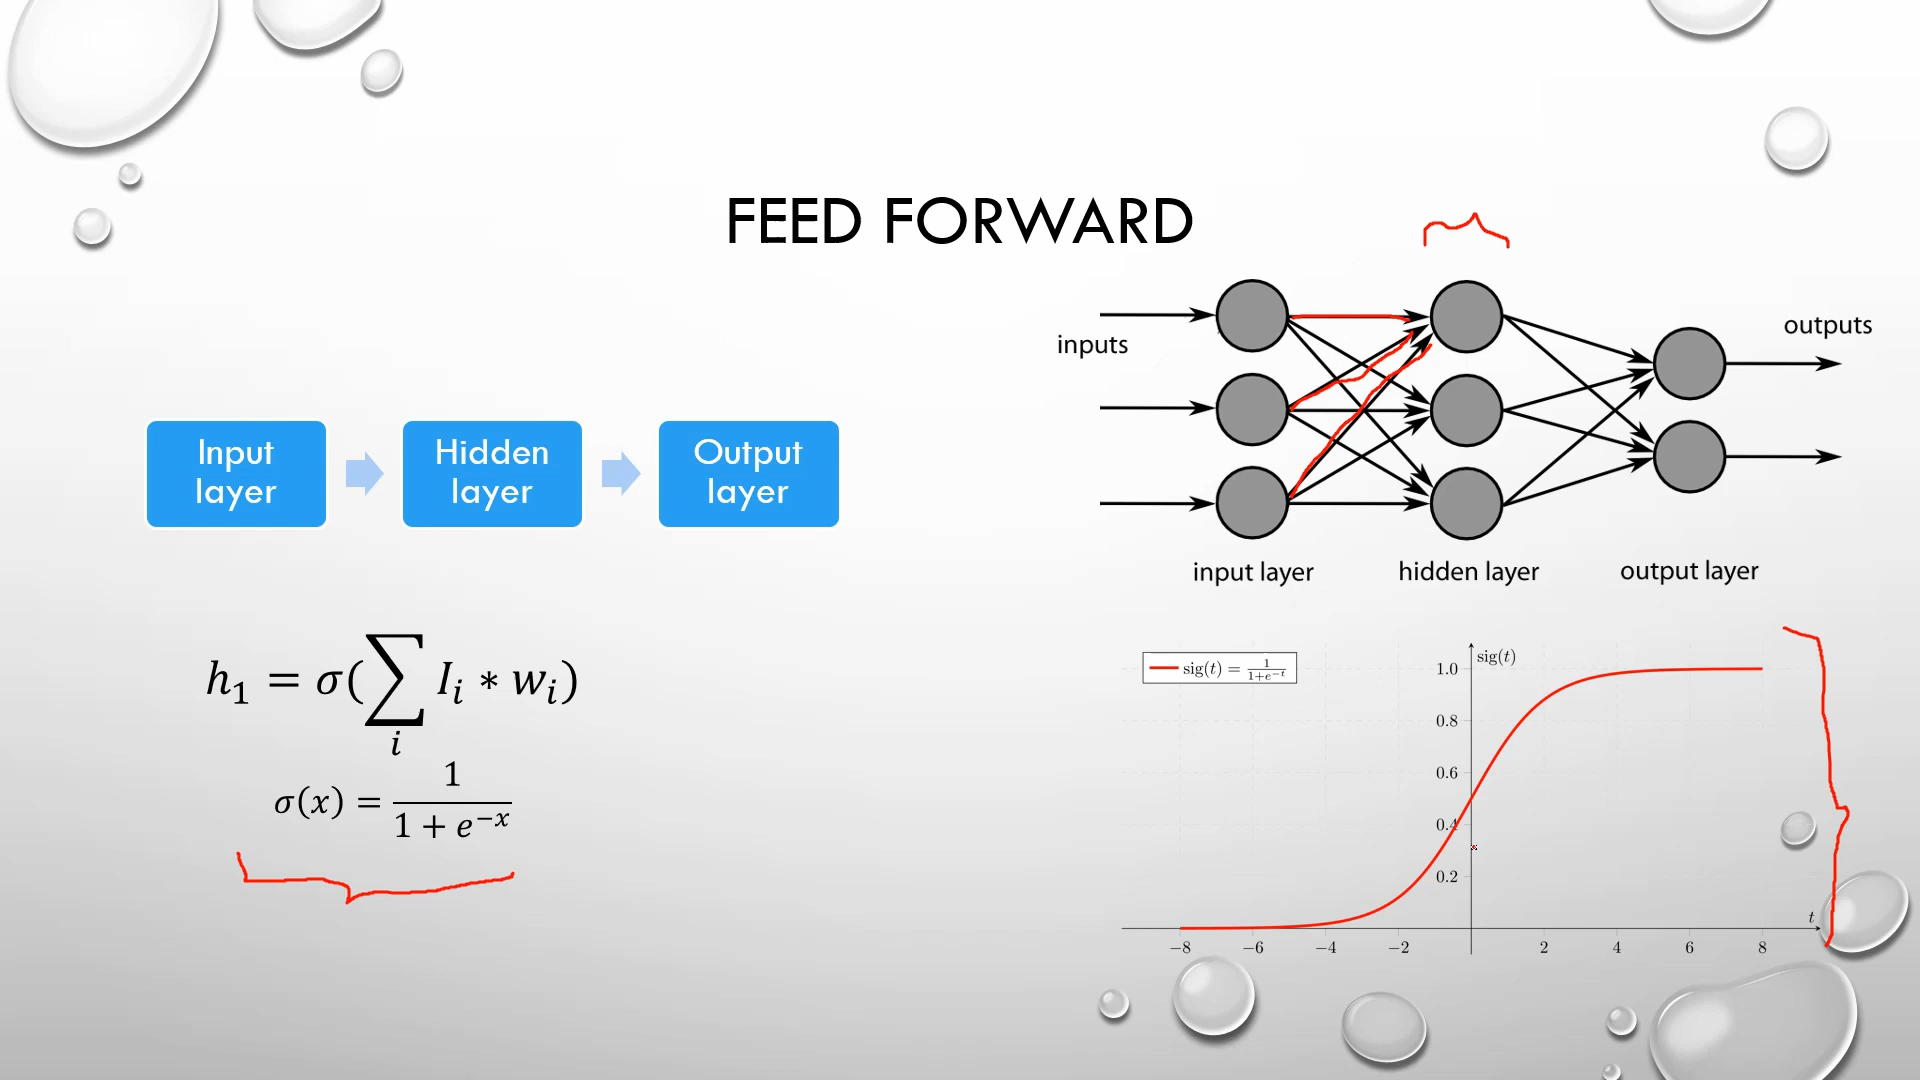 FEED FORWARD
inputs
outputs
Input
layer
Hidden
layer
Output
layer
input layer
hidden layer
output layer
h₁ = σ(∑ᵢ Iᵢ ∗ wᵢ)
σ(x) = 1/(1 + e⁻ˣ)
sig(t) = 1/(1+e⁻ᵗ)
sig(t)
1.0
0.8
0.6
0.4
0.2
t
−8 −6 −4 −2 2 4 6 8